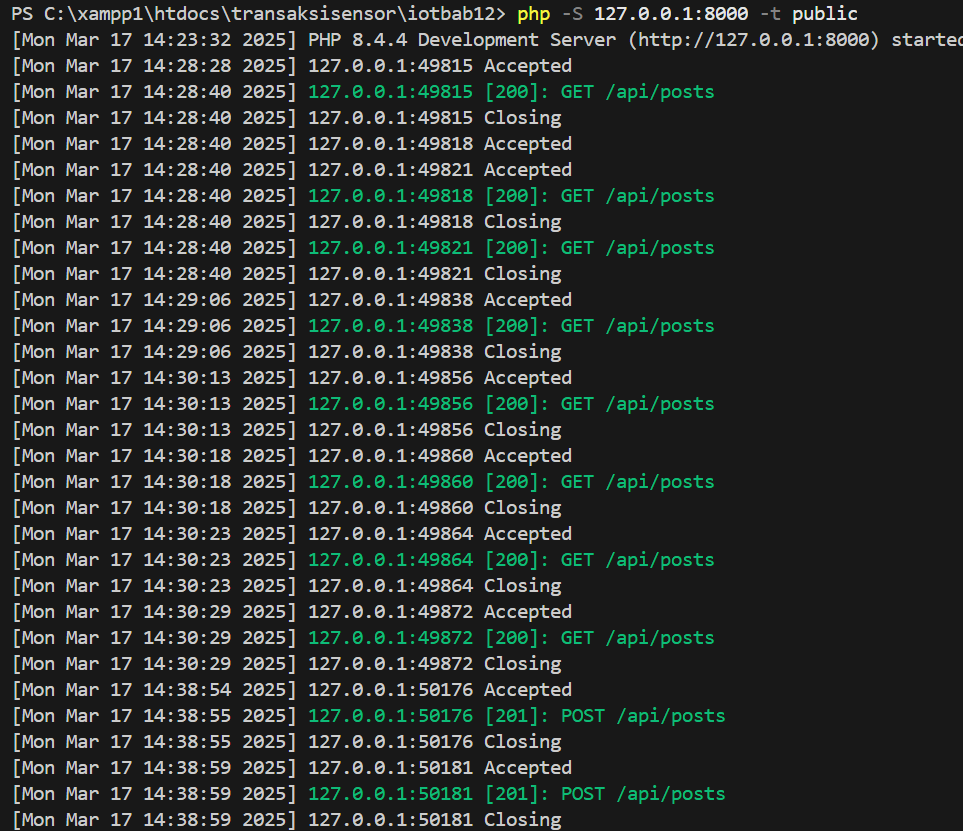 PS C:\xampp1\htdocs\transaksisensor\iotbab12> php -S 127.0.0.1:8000 -t public
[Mon Mar 17 14:23:32 2025] PHP 8.4.4 Development Server (http://127.0.0.1:8000) started
[Mon Mar 17 14:28:28 2025] 127.0.0.1:49815 Accepted
[Mon Mar 17 14:28:40 2025] 127.0.0.1:49815 [200]: GET /api/posts
[Mon Mar 17 14:28:40 2025] 127.0.0.1:49815 Closing
[Mon Mar 17 14:28:40 2025] 127.0.0.1:49818 Accepted
[Mon Mar 17 14:28:40 2025] 127.0.0.1:49821 Accepted
[Mon Mar 17 14:28:40 2025] 127.0.0.1:49818 [200]: GET /api/posts
[Mon Mar 17 14:28:40 2025] 127.0.0.1:49818 Closing
[Mon Mar 17 14:28:40 2025] 127.0.0.1:49821 [200]: GET /api/posts
[Mon Mar 17 14:28:40 2025] 127.0.0.1:49821 Closing
[Mon Mar 17 14:29:06 2025] 127.0.0.1:49838 Accepted
[Mon Mar 17 14:29:06 2025] 127.0.0.1:49838 [200]: GET /api/posts
[Mon Mar 17 14:29:06 2025] 127.0.0.1:49838 Closing
[Mon Mar 17 14:30:13 2025] 127.0.0.1:49856 Accepted
[Mon Mar 17 14:30:13 2025] 127.0.0.1:49856 [200]: GET /api/posts
[Mon Mar 17 14:30:13 2025] 127.0.0.1:49856 Closing
[Mon Mar 17 14:30:18 2025] 127.0.0.1:49860 Accepted
[Mon Mar 17 14:30:18 2025] 127.0.0.1:49860 [200]: GET /api/posts
[Mon Mar 17 14:30:18 2025] 127.0.0.1:49860 Closing
[Mon Mar 17 14:30:23 2025] 127.0.0.1:49864 Accepted
[Mon Mar 17 14:30:23 2025] 127.0.0.1:49864 [200]: GET /api/posts
[Mon Mar 17 14:30:23 2025] 127.0.0.1:49864 Closing
[Mon Mar 17 14:30:29 2025] 127.0.0.1:49872 Accepted
[Mon Mar 17 14:30:29 2025] 127.0.0.1:49872 [200]: GET /api/posts
[Mon Mar 17 14:30:29 2025] 127.0.0.1:49872 Closing
[Mon Mar 17 14:38:54 2025] 127.0.0.1:50176 Accepted
[Mon Mar 17 14:38:55 2025] 127.0.0.1:50176 [201]: POST /api/posts
[Mon Mar 17 14:38:55 2025] 127.0.0.1:50176 Closing
[Mon Mar 17 14:38:59 2025] 127.0.0.1:50181 Accepted
[Mon Mar 17 14:38:59 2025] 127.0.0.1:50181 [201]: POST /api/posts
[Mon Mar 17 14:38:59 2025] 127.0.0.1:50181 Closing